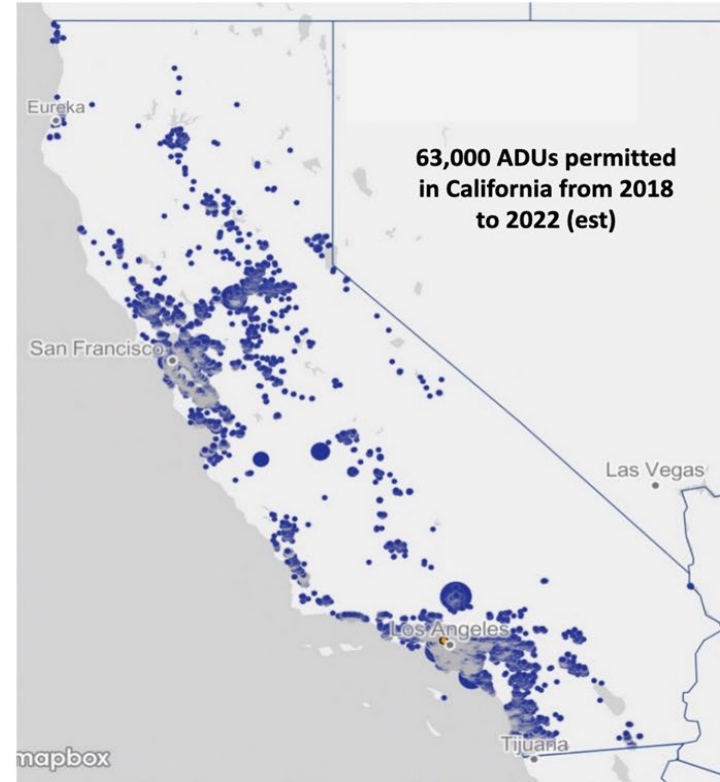 Eureka
63,000 ADUs permitted
in California from 2018
to 2022 (est)
San Francisco
Las Vegas
Los Angeles
Tijuana
mapbox